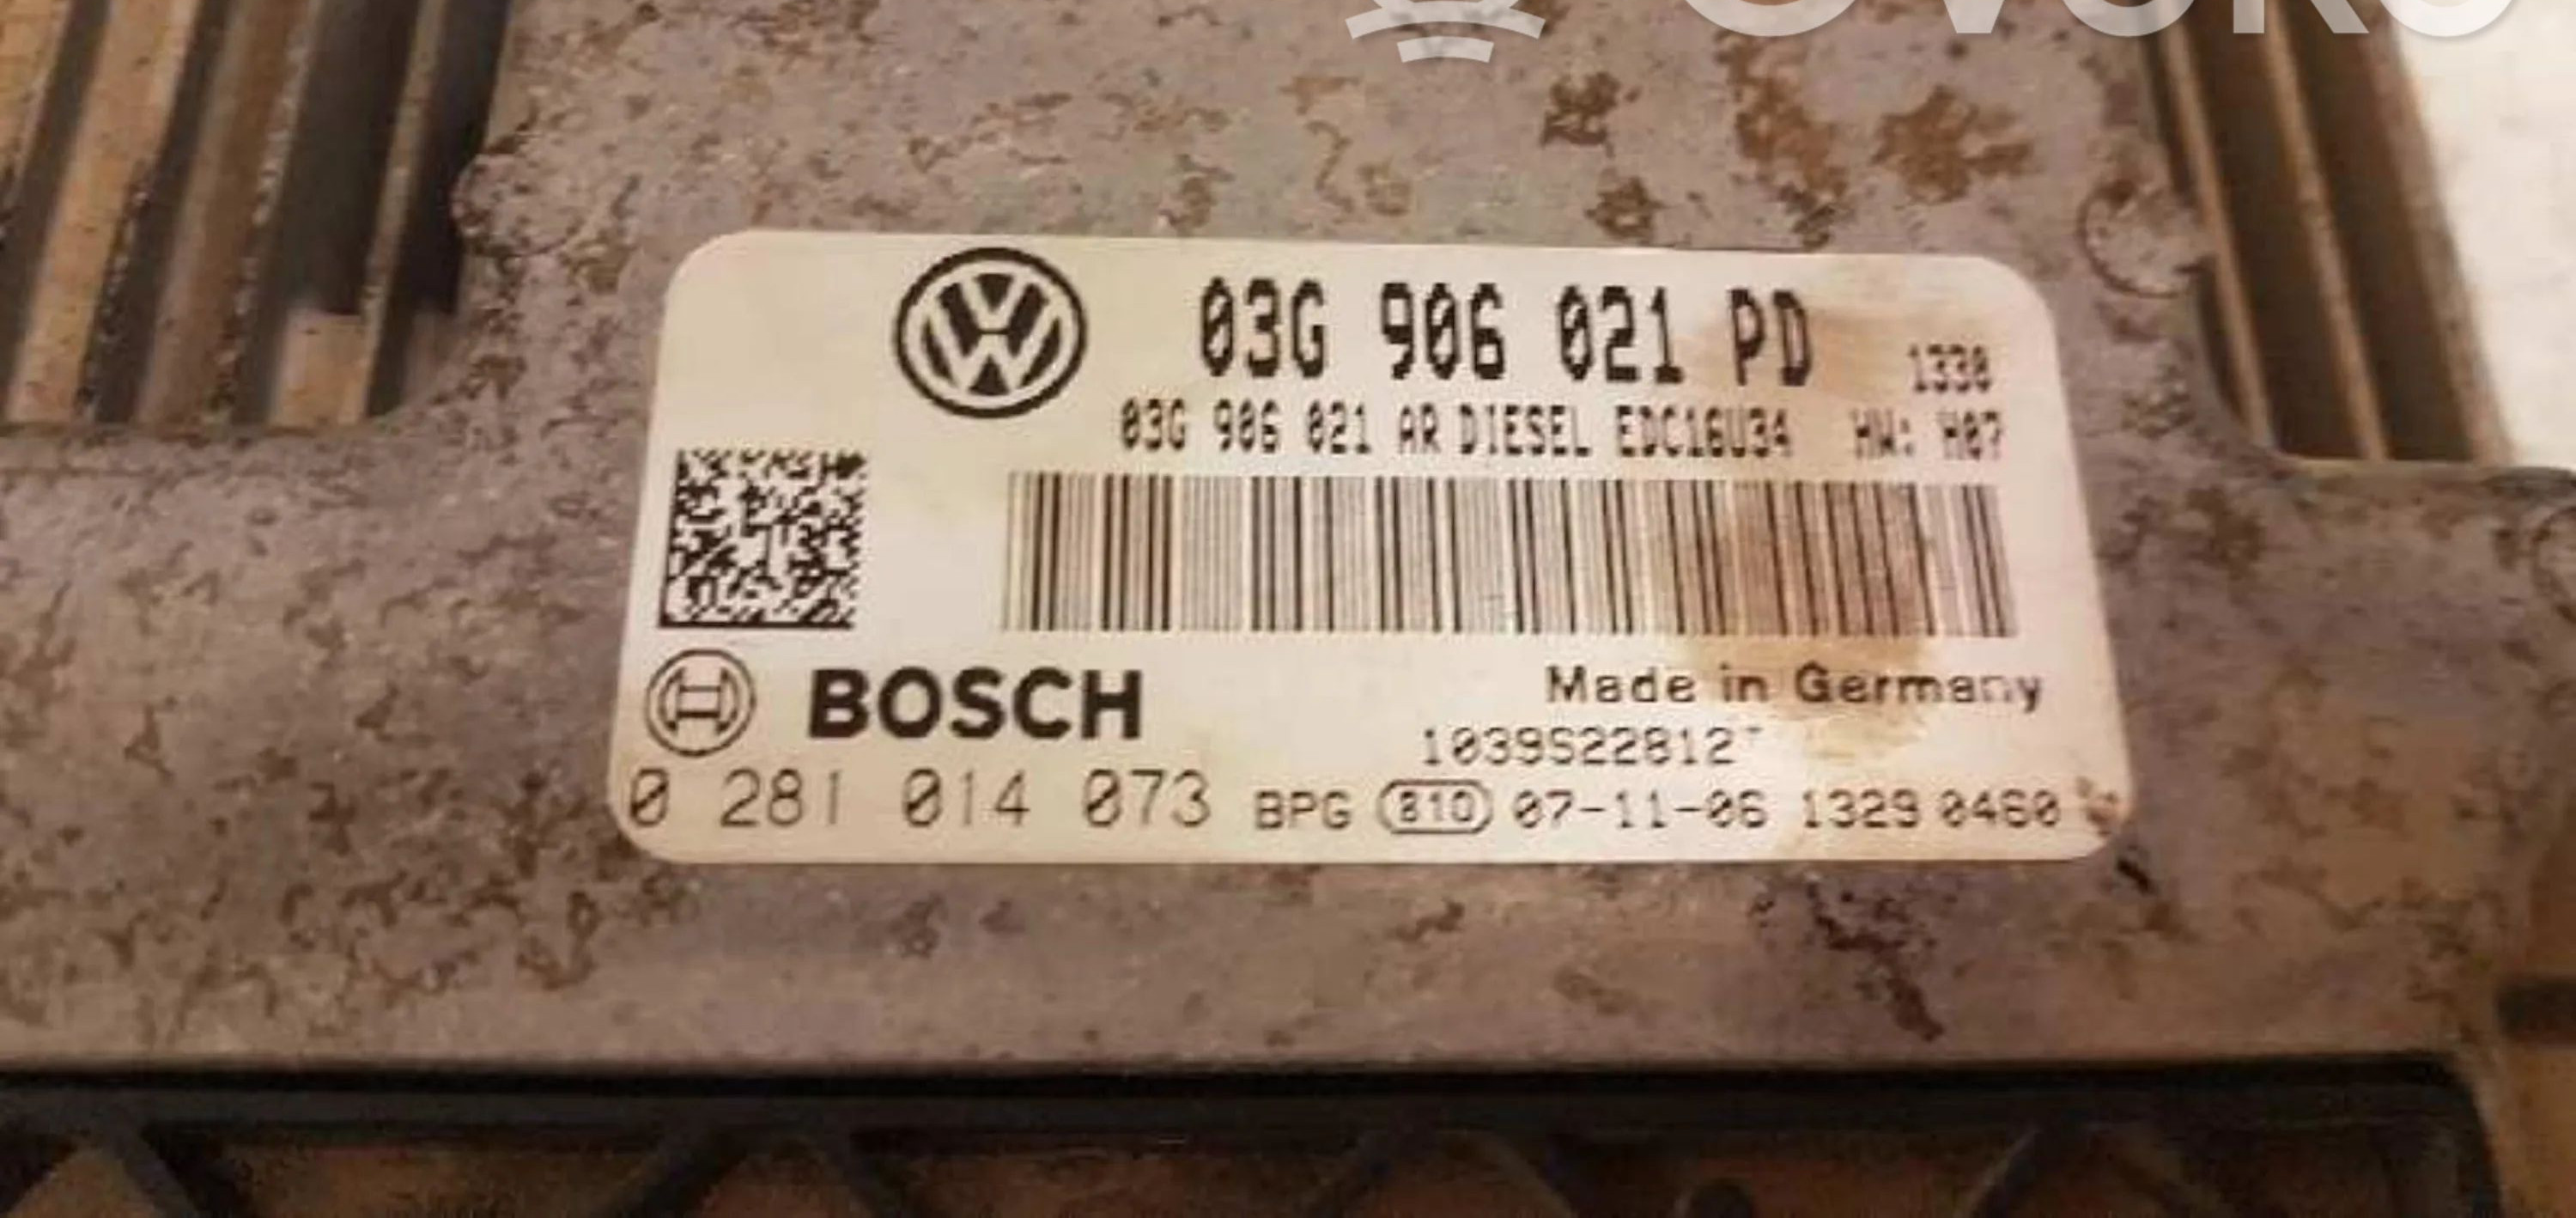 03G 906 021 PD 1338
03G 906 021 AR DIESEL EDC16U34 HW: H07
BOSCH
Made in Germany
1039S22812
0 281 014 073 BPG 810 07-11-06 1329 0460